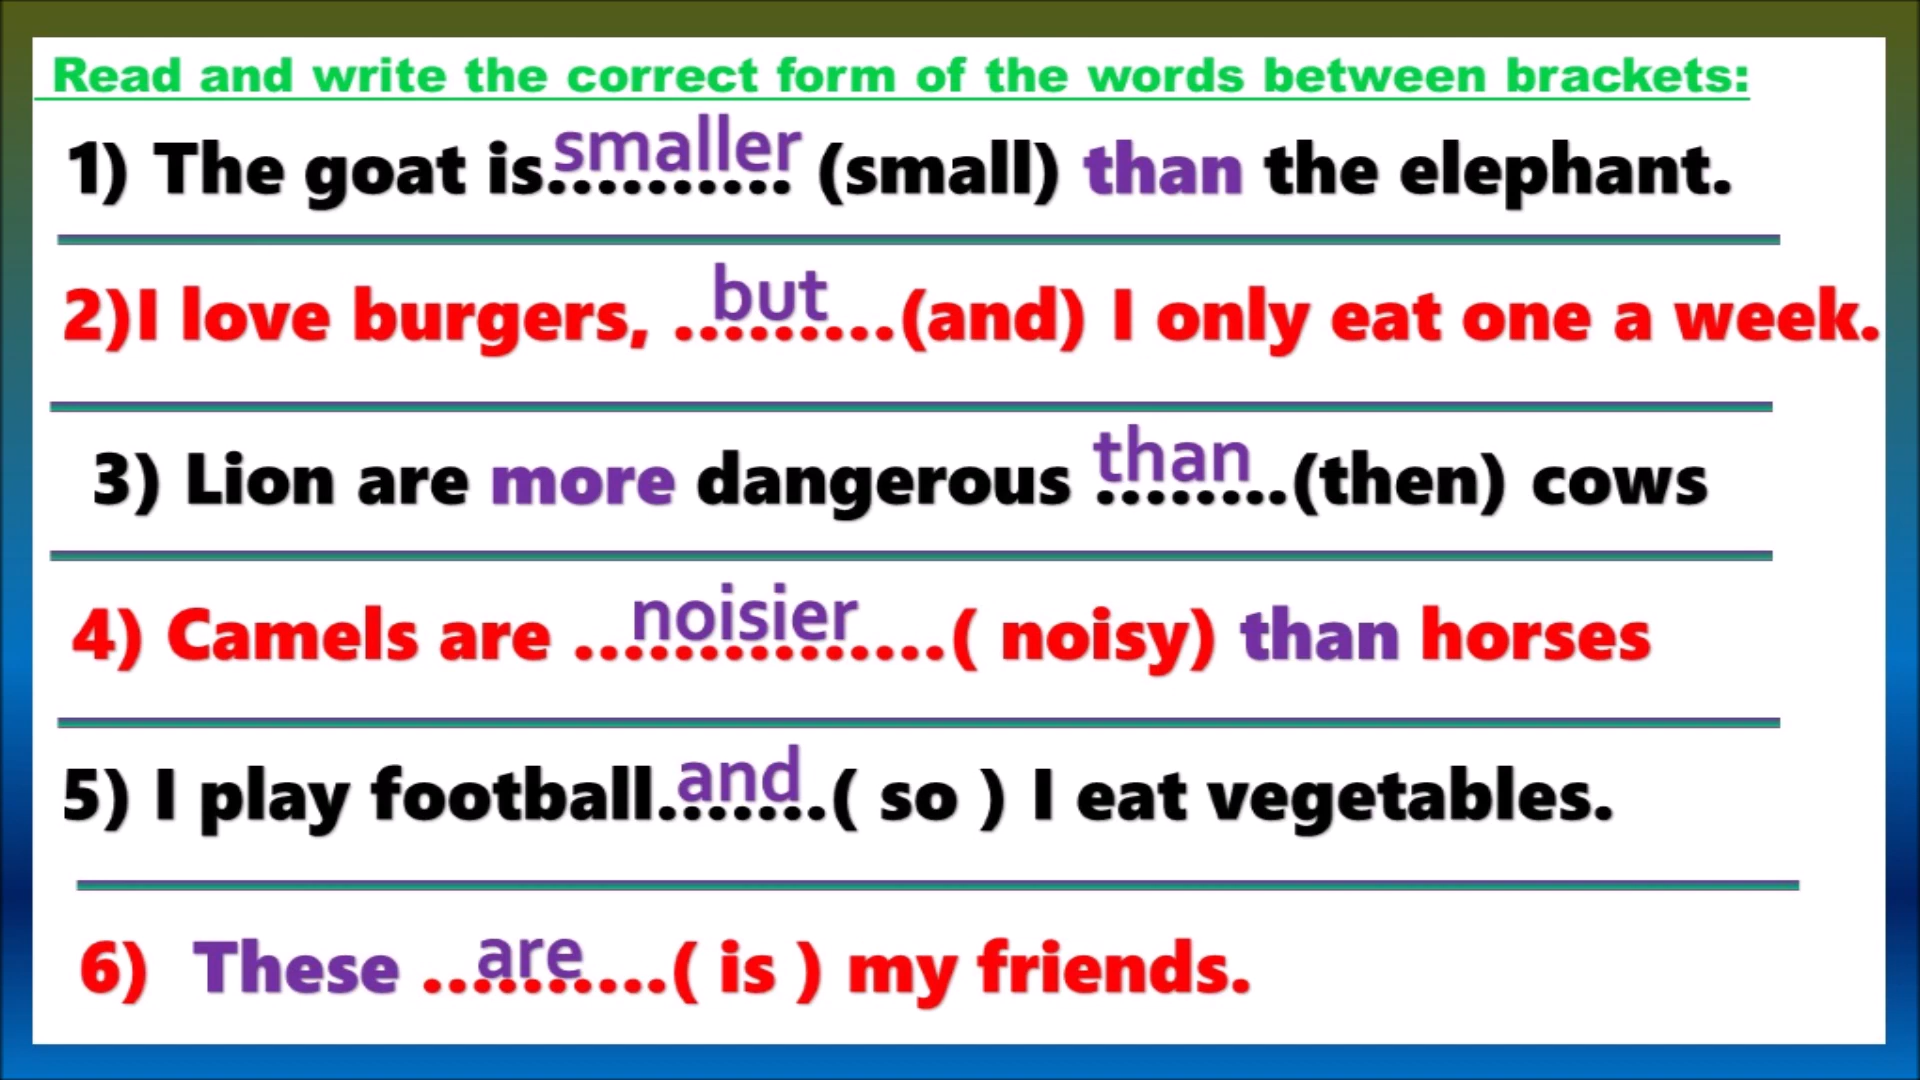 Read and write the correct form of the words between brackets:
1) The goat is smaller.......... (small) than the elephant.
2)I love burgers, ...but......(and) I only eat one a week.
3) Lion are more dangerous than........(then) cows
4) Camels are ...noisier............( noisy) than horses
5) I play football.and......( so ) I eat vegetables.
6) These ...are.......( is ) my friends.